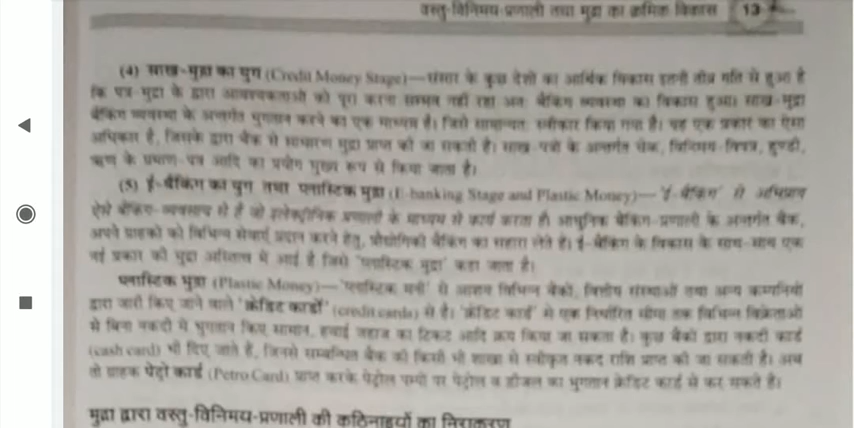 वस्तु-विनिमय-प्रणाली तथा मुद्रा का क्रमिक विकास 13
(4) साख-मुद्रा का युग (Credit Money Stage)—संसार के कुछ देशों का आर्थिक विकास इतनी तीव्र गति से हुआ है
कि पत्र-मुद्रा के द्वारा आवश्यकताओं को पूरा करना सम्भव नहीं रहा अतः बैंकिंग व्यवस्था का विकास हुआ। साख-मुद्रा
बैंकिंग व्यवस्था के अन्तर्गत भुगतान करने का एक माध्यम है। जिसे सामान्यतः स्वीकार किया गया है। यह एक प्रकार का ऐसा
अधिकार है, जिसके द्वारा बैंक से साधारण मुद्रा प्राप्त की जा सकती है। साख-पत्रों के अन्तर्गत चेक, विनिमय-विपत्र, हुण्डी,
ऋण के प्रमाण-पत्र आदि का प्रयोग मुख्य रूप से किया जाता है।
(5) ई-बैंकिंग का युग तथा प्लास्टिक मुद्रा (E-banking Stage and Plastic Money)—'ई-बैंकिंग' से अभिप्राय
ऐसे बैंकिंग-व्यवसाय से है जो इलेक्ट्रॉनिक प्रणाली के माध्यम से कार्य करता है। आधुनिक बैंकिंग-प्रणाली के अन्तर्गत बैंक,
अपने ग्राहकों को विभिन्न सेवाएँ प्रदान करने हेतु, प्रौद्योगिकी बैंकिंग का सहारा लेते हैं। ई-बैंकिंग के विकास के साथ-साथ एक
नई प्रकार की मुद्रा अस्तित्व में आई है जिसे 'प्लास्टिक मुद्रा' कहा जाता है।
प्लास्टिक मुद्रा (Plastic Money)—'प्लास्टिक मनी' से आशय विभिन्न बैंकों, वित्तीय संस्थाओं तथा अन्य कम्पनियों
द्वारा जारी किए जाने वाले 'क्रेडिट कार्डों' (credit cards) से है। 'क्रेडिट कार्ड' से एक निर्धारित सीमा तक विभिन्न विक्रेताओं
से बिना नकदी में भुगतान किए सामान, हवाई जहाज का टिकट आदि क्रय किया जा सकता है। कुछ बैंकों द्वारा नकदी कार्ड
(cash card) भी दिए जाते हैं, जिनसे सम्बन्धित बैंक की किसी भी शाखा से स्वीकृत नकद राशि प्राप्त की जा सकती है। अब
तो ग्राहक पेट्रो कार्ड (Petro Card) प्राप्त करके पेट्रोल पम्पों पर पेट्रोल व डीजल का भुगतान क्रेडिट कार्ड से कर सकते हैं।
मुद्रा द्वारा वस्तु-विनिमय-प्रणाली की कठिनाइयों का निराकरण